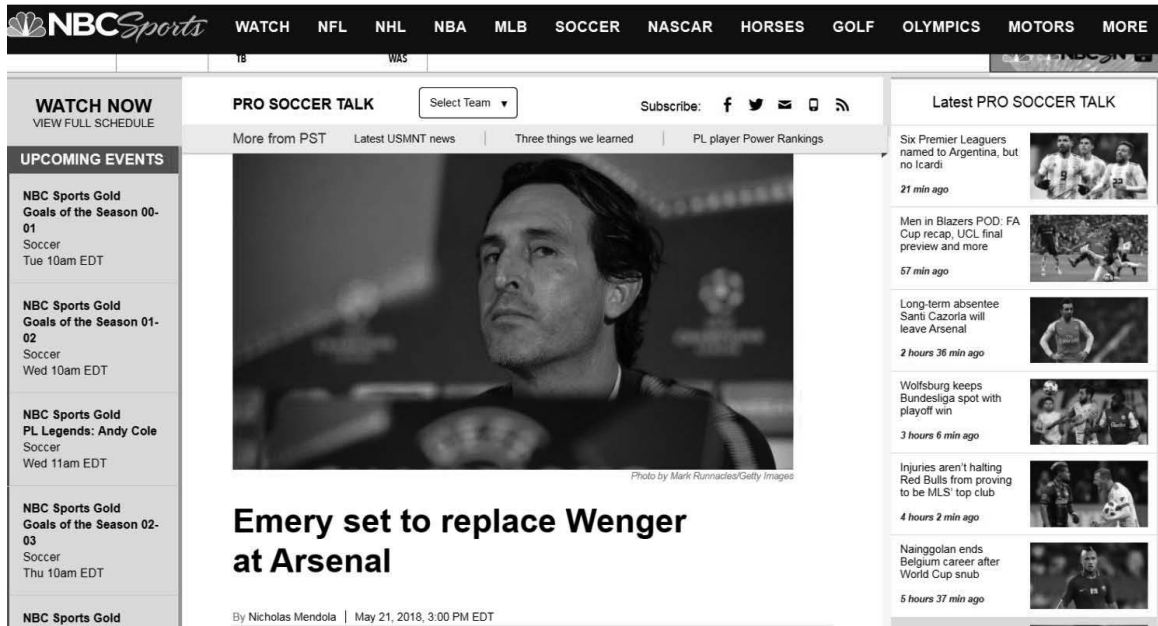 NBC Sports WATCH NFL NHL NBA MLB SOCCER NASCAR HORSES GOLF OLYMPICS MOTORS MORE
TB WAS
WATCH NOW
VIEW FULL SCHEDULE
UPCOMING EVENTS
NBC Sports Gold
Goals of the Season 00-
01
Soccer
Tue 10am EDT
NBC Sports Gold
Goals of the Season 01-
02
Soccer
Wed 10am EDT
NBC Sports Gold
PL Legends: Andy Cole
Soccer
Wed 11am EDT
NBC Sports Gold
Goals of the Season 02-
03
Soccer
Thu 10am EDT
NBC Sports Gold
PRO SOCCER TALK Select Team ▼ Subscribe:
More from PST Latest USMNT news | Three things we learned | PL player Power Rankings
Photo by Mark Runnacles/Getty Images
Emery set to replace Wenger
at Arsenal
By Nicholas Mendola | May 21, 2018, 3:00 PM EDT
Latest PRO SOCCER TALK
Six Premier Leaguers
named to Argentina, but
no Icardi
21 min ago
Men in Blazers POD: FA
Cup recap, UCL final
preview and more
57 min ago
Long-term absentee
Santi Cazorla will
leave Arsenal
2 hours 36 min ago
Wolfsburg keeps
Bundesliga spot with
playoff win
3 hours 6 min ago
Injuries aren't halting
Red Bulls from proving
to be MLS' top club
4 hours 2 min ago
Nainggolan ends
Belgium career after
World Cup snub
5 hours 37 min ago